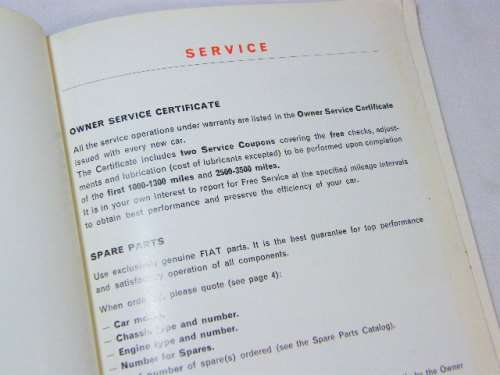 SERVICE
OWNER SERVICE CERTIFICATE
All the service operations under warranty are listed in the Owner Service Certificate
issued with every new car.
The Certificate includes two Service Coupons covering the free checks, adjust-
ments and lubrication (cost of lubricants excepted) to be performed upon completion
of the first 1000-1300 miles and 2500-3500 miles.
It is in your own interest to report for Free Service at the specified mileage intervals
to obtain best performance and preserve the efficiency of your car.
SPARE PARTS
Use exclusively genuine FIAT parts. It is the best guarantee for top performance
and satisfactory operation of all components.
When ordering, please quote (see page 4):
— Car model.
— Chassis type and number.
— Engine type and number.
— Number for Spares.
number of spare(s) ordered (see the Spare Parts Catalog).
by the Owner